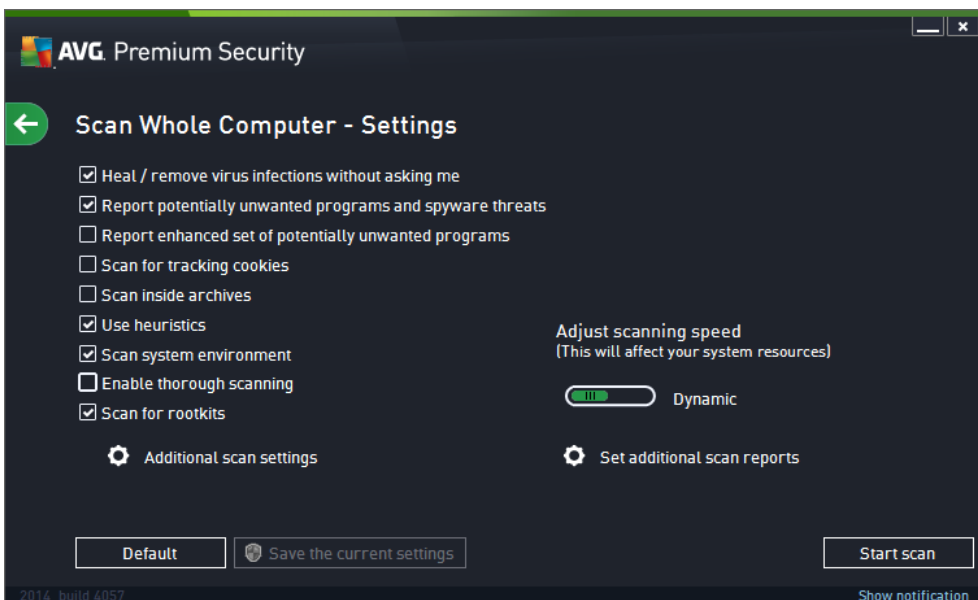 AVG. Premium Security
Scan Whole Computer - Settings
Heal / remove virus infections without asking me
Report potentially unwanted programs and spyware threats
Report enhanced set of potentially unwanted programs
Scan for tracking cookies
Scan inside archives
Use heuristics
Scan system environment
Enable thorough scanning
Scan for rootkits
Adjust scanning speed
(This will affect your system resources)
Dynamic
Additional scan settings
Set additional scan reports
Default
Save the current settings
Start scan
2014 build 4057
Show notification